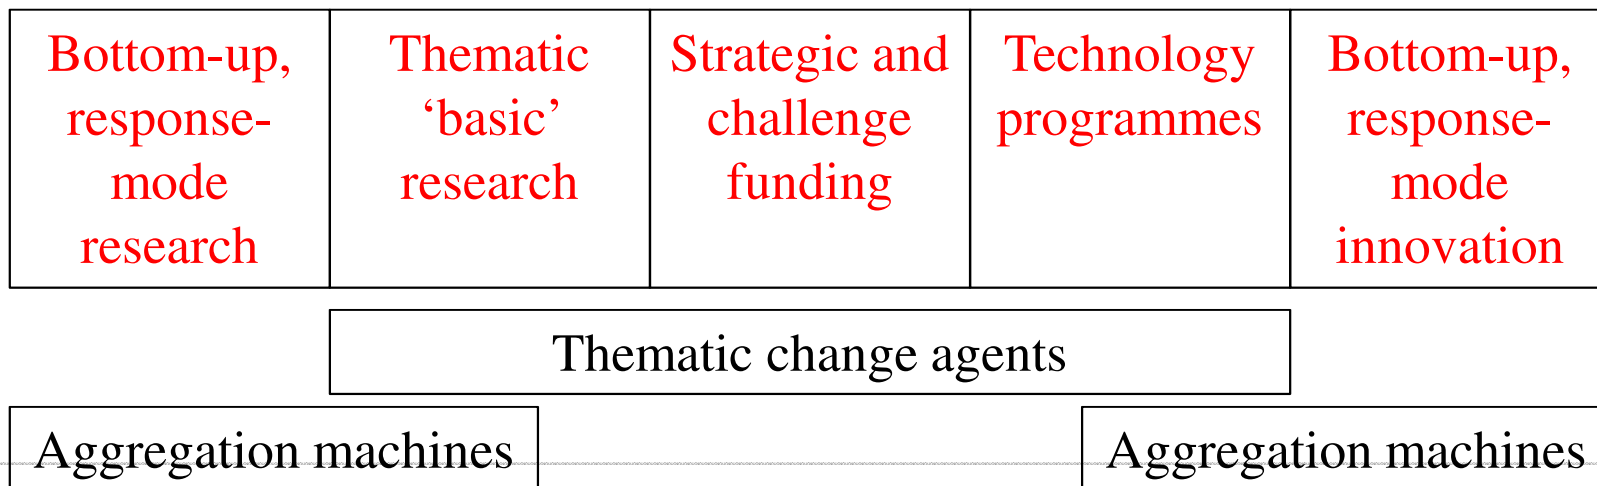 Bottom-up,
response-
mode
research
Thematic
‘basic’
research
Strategic and
challenge
funding
Technology
programmes
Bottom-up,
response-
mode
innovation
Thematic change agents
Aggregation machines
Aggregation machines